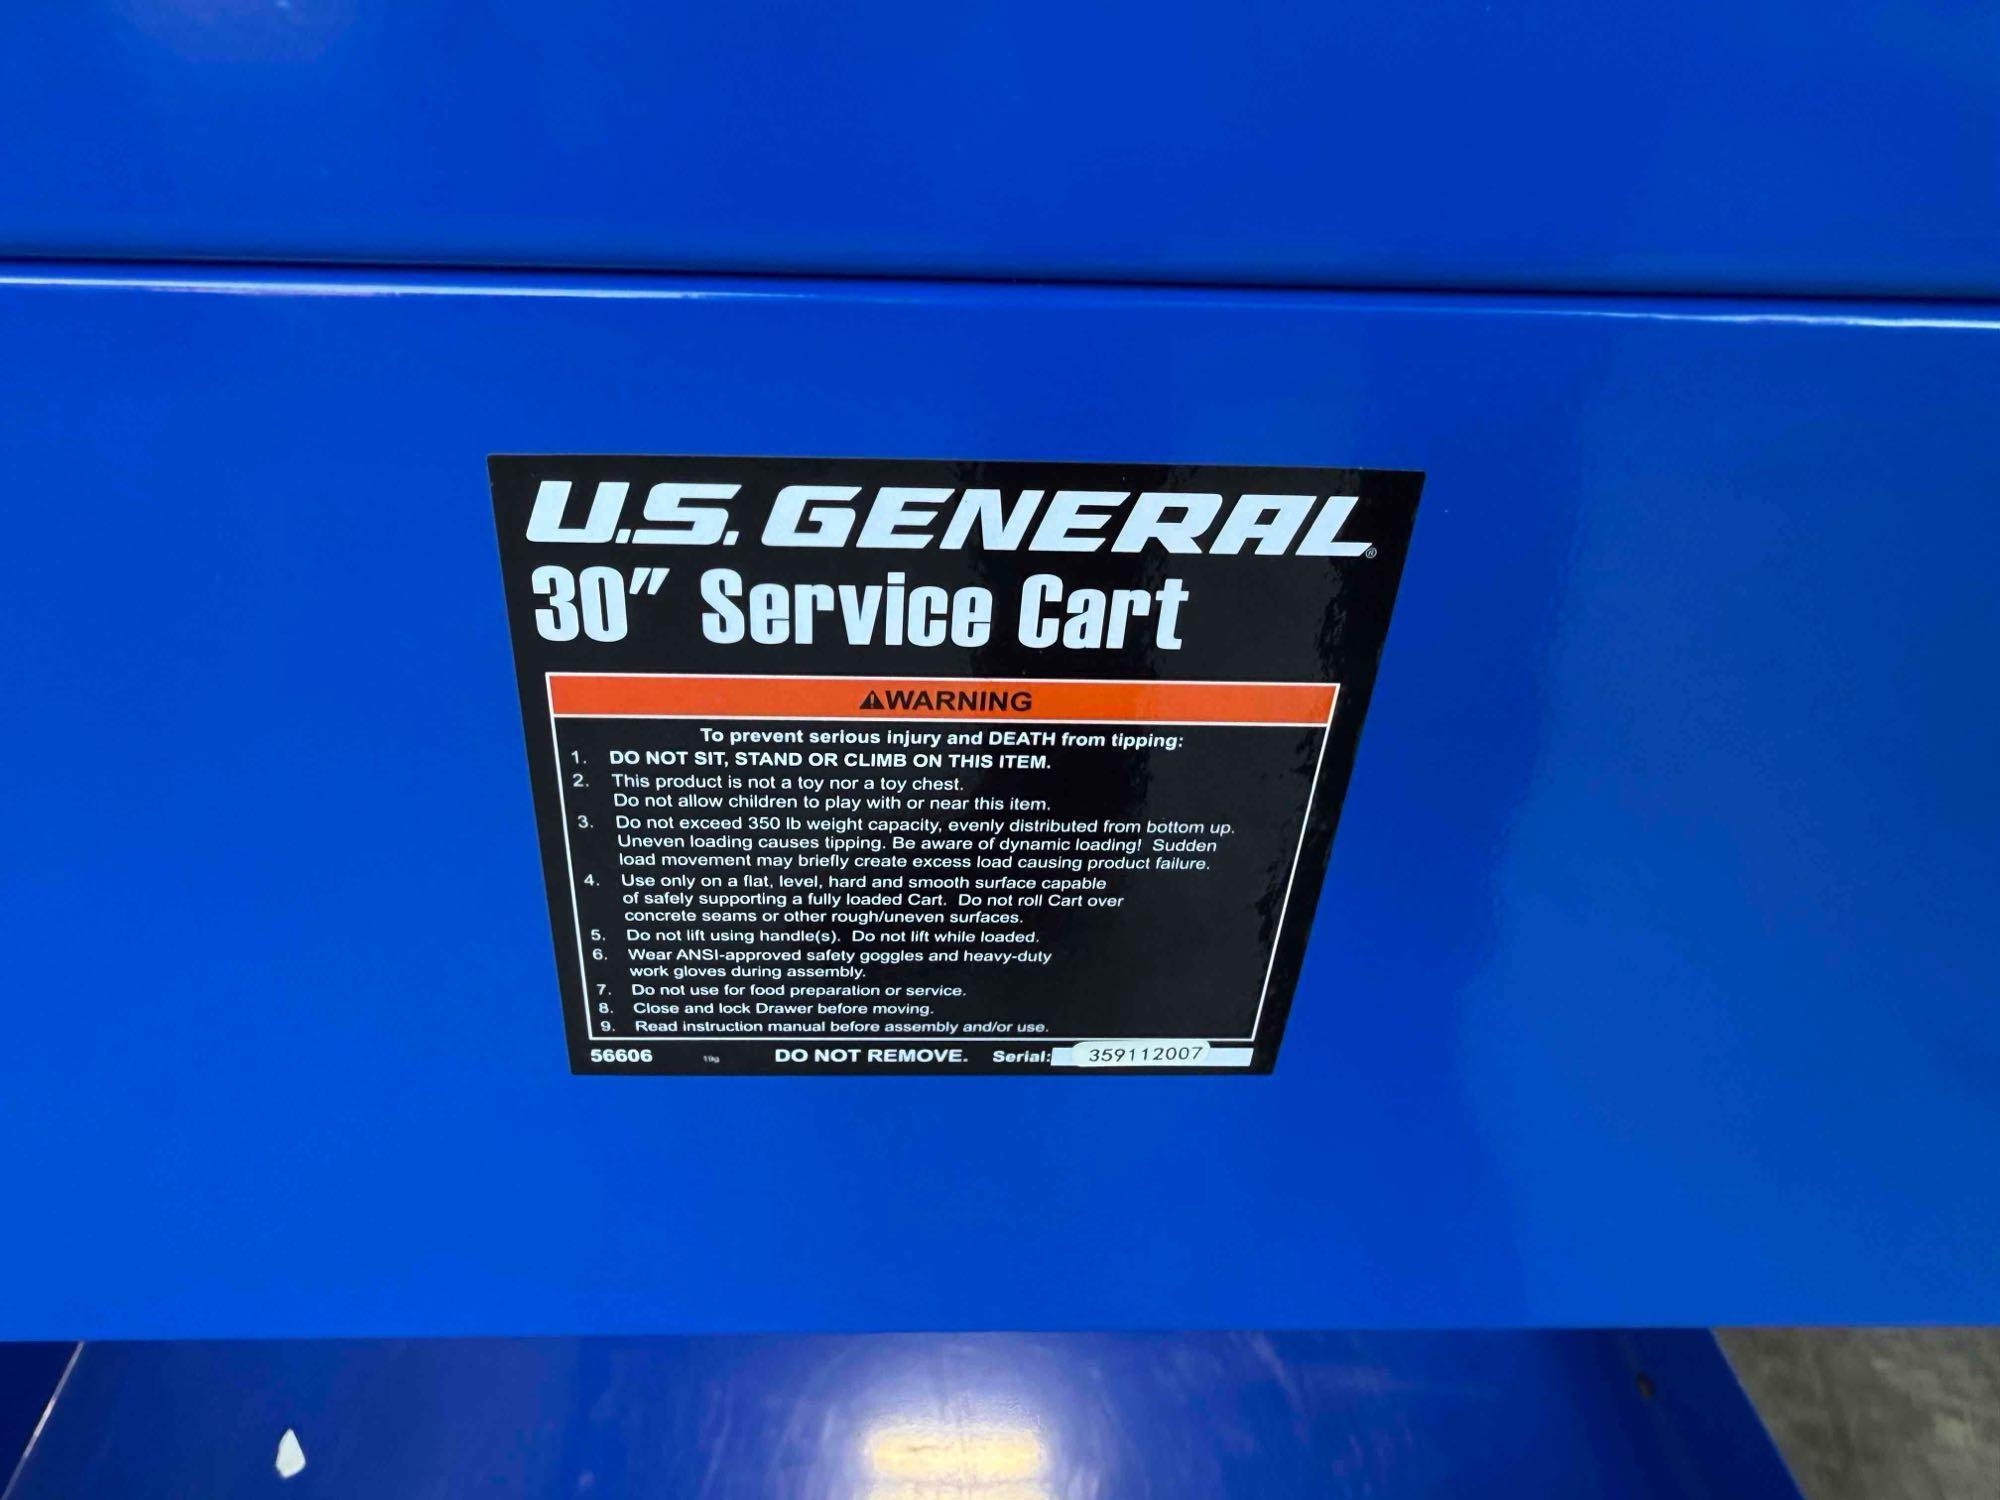 U.S. GENERAL®
30" Service Cart
⚠WARNING
To prevent serious injury and DEATH from tipping:
1. DO NOT SIT, STAND OR CLIMB ON THIS ITEM.
2. This product is not a toy nor a toy chest.
Do not allow children to play with or near this item.
3. Do not exceed 350 lb weight capacity, evenly distributed from bottom up.
Uneven loading causes tipping. Be aware of dynamic loading! Sudden
load movement may briefly create excess load causing product failure.
4. Use only on a flat, level, hard and smooth surface capable
of safely supporting a fully loaded Cart. Do not roll Cart over
concrete seams or other rough/uneven surfaces.
5. Do not lift using handle(s). Do not lift while loaded.
6. Wear ANSI-approved safety goggles and heavy-duty
work gloves during assembly.
7. Do not use for food preparation or service.
8. Close and lock Drawer before moving.
9. Read instruction manual before assembly and/or use.
56606 DO NOT REMOVE. Serial: 359112007